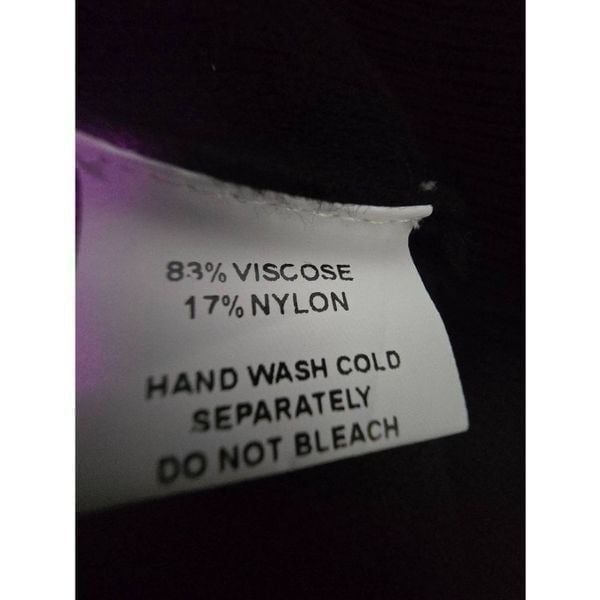 83% VISCOSE
17% NYLON
HAND WASH COLD
SEPARATELY
DO NOT BLEACH